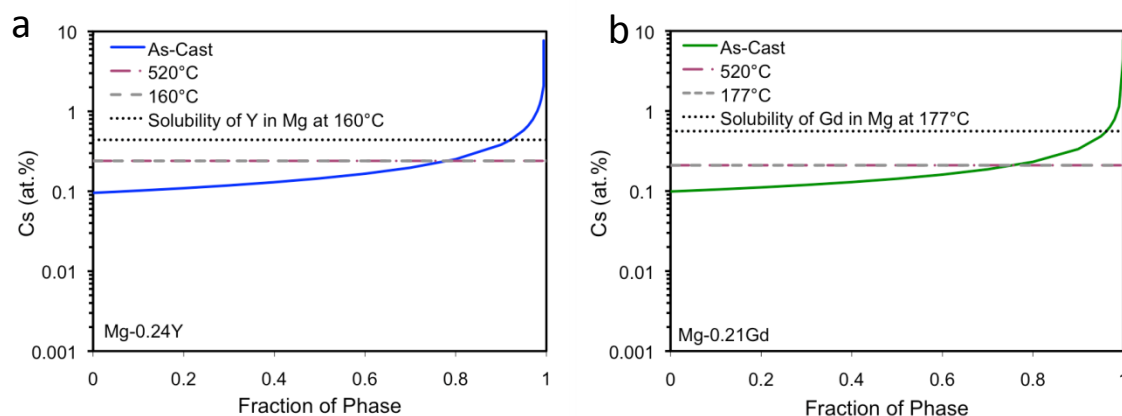 a
10
1
0.1
0.01
0.001
Cs (at.%)
As-Cast
520°C
160°C
Solubility of Y in Mg at 160°C
Mg-0.24Y
0 0.2 0.4 0.6 0.8 1
Fraction of Phase
b
10
1
0.1
0.01
0.001
Cs (at.%)
As-Cast
520°C
177°C
Solubility of Gd in Mg at 177°C
Mg-0.21Gd
0 0.2 0.4 0.6 0.8 1
Fraction of Phase